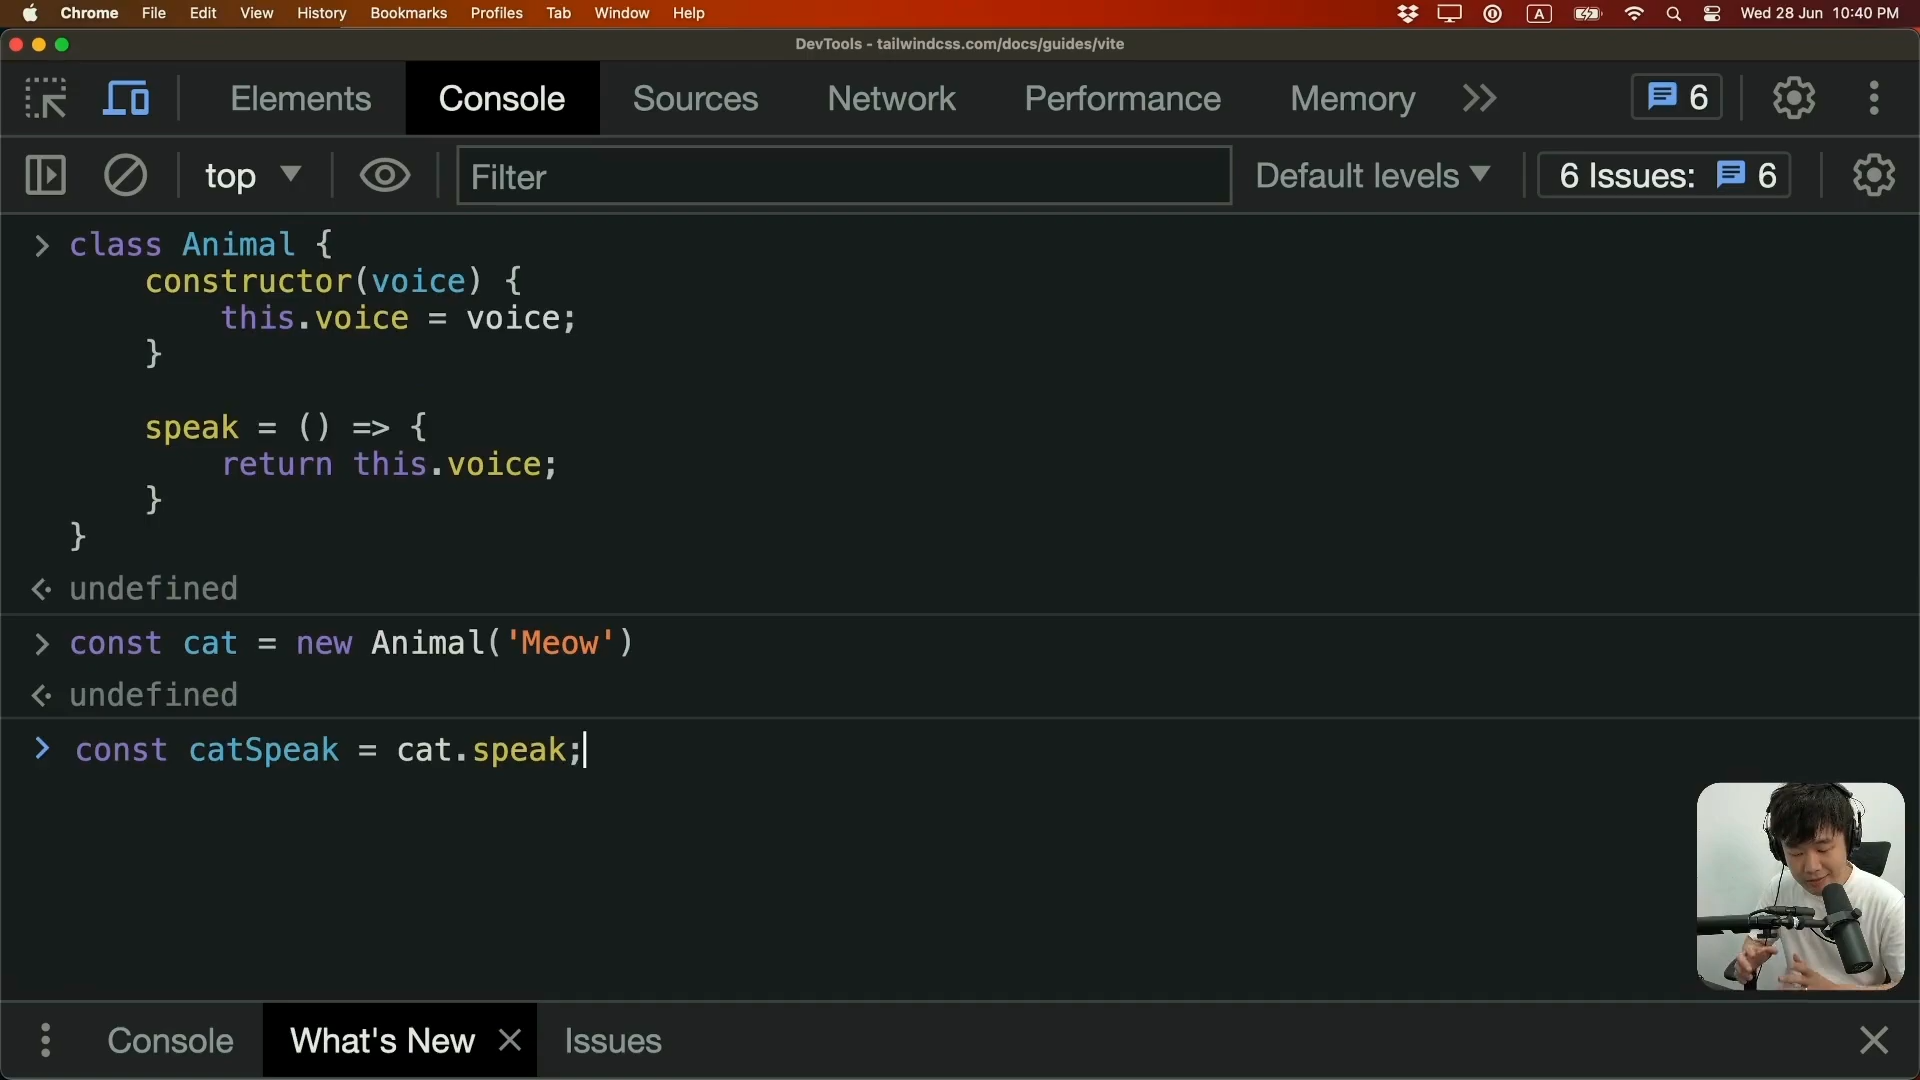 Chrome File Edit View History Bookmarks Profiles Tab Window Help A Wed 28 Jun 10:40 PM
DevTools - tailwindcss.com/docs/guides/vite
Elements Console Sources Network Performance Memory 6
top Filter Default levels 6 Issues: 6
> class Animal {
constructor(voice) {
this.voice = voice;
}
speak = () => {
return this.voice;
}
}
undefined
> const cat = new Animal('Meow')
undefined
> const catSpeak = cat.speak;
Console What's New Issues